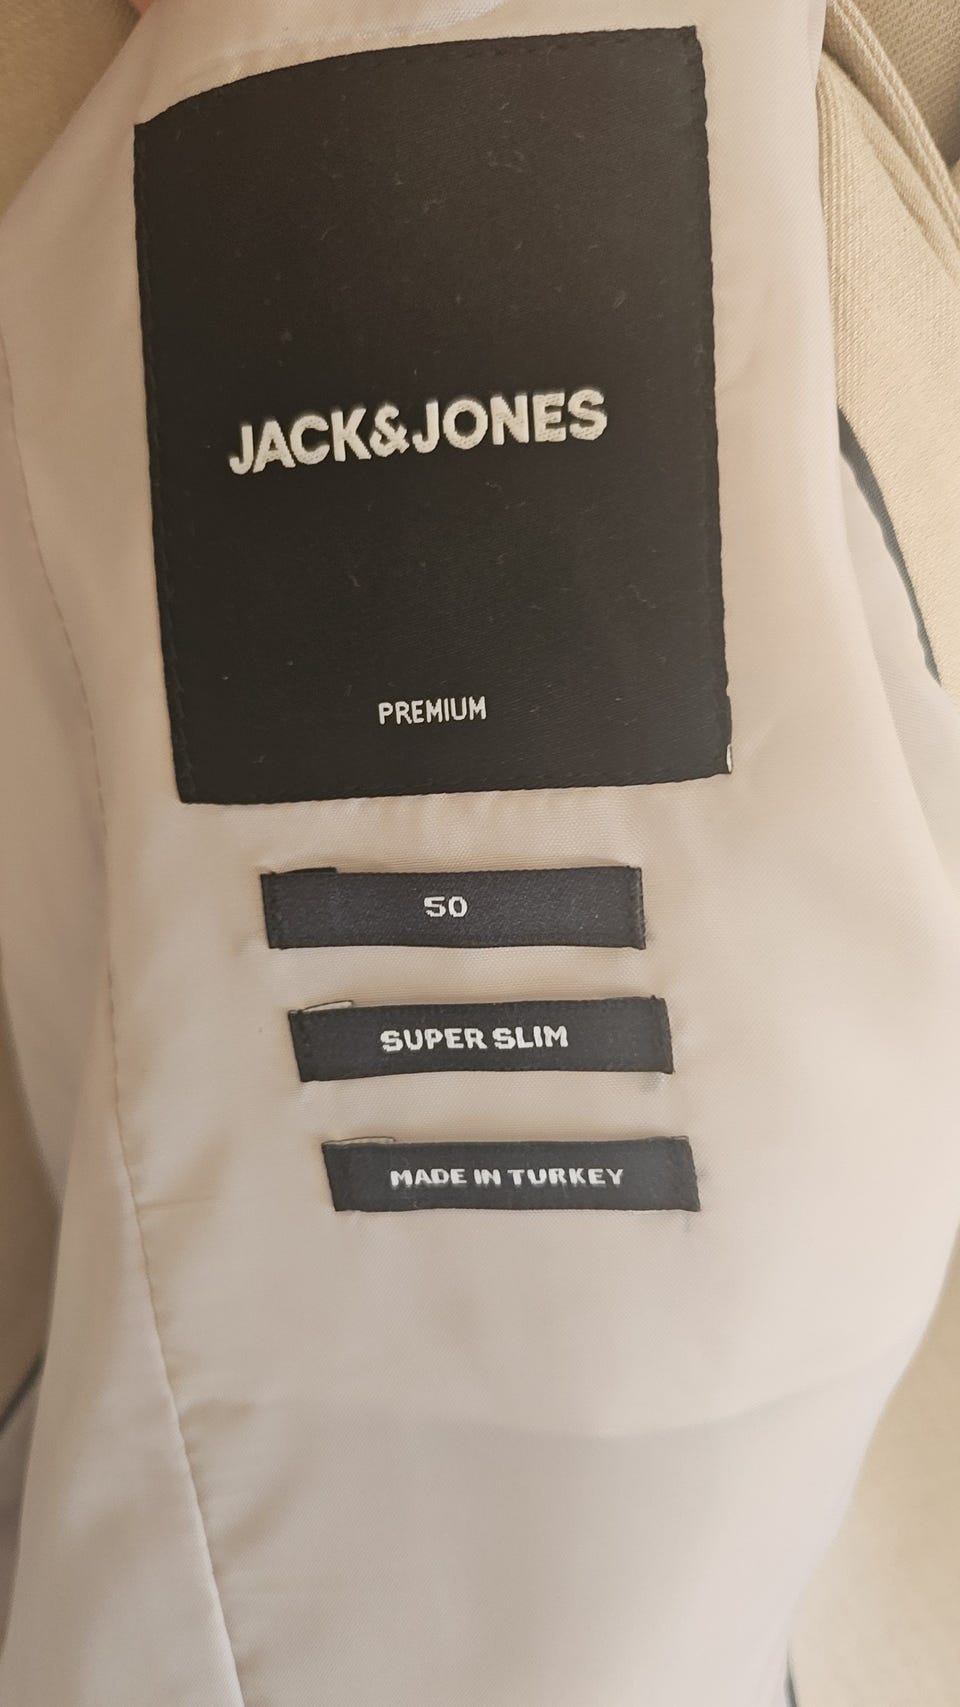 JACK&JONES
PREMIUM
50
SUPER SLIM
MADE IN TURKEY